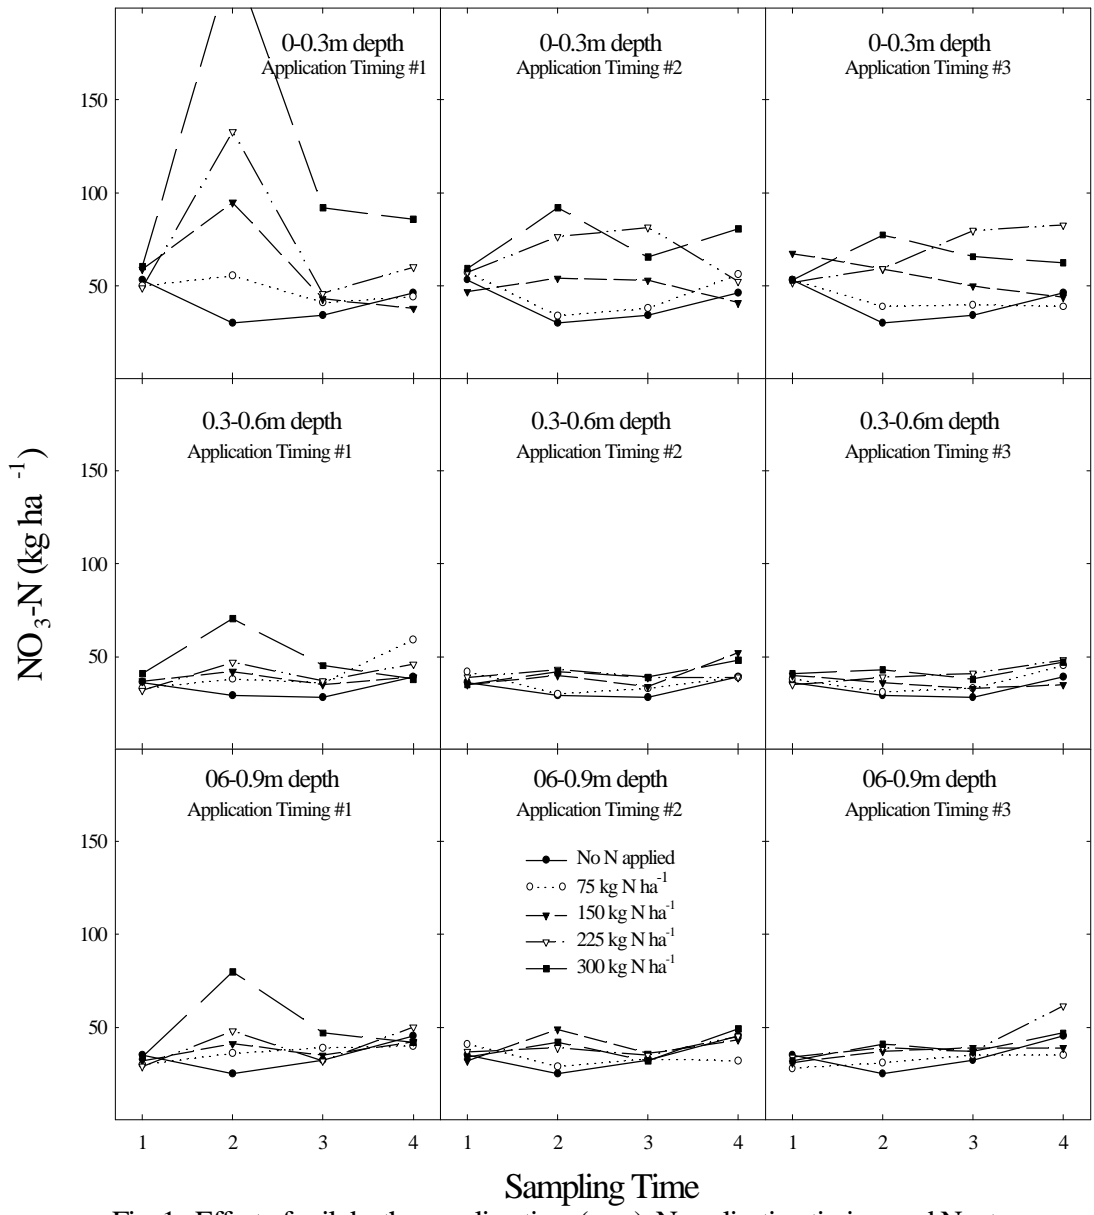 0-0.3m depth
Application Timing #1
0-0.3m depth
Application Timing #2
0-0.3m depth
Application Timing #3
150
100
50
0.3-0.6m depth
Application Timing #1
0.3-0.6m depth
Application Timing #2
0.3-0.6m depth
Application Timing #3
150
100
50
NO3-N (kg ha -1)
06-0.9m depth
Application Timing #1
06-0.9m depth
Application Timing #2
06-0.9m depth
Application Timing #3
150
100
50
No N applied
75 kg N ha-1
150 kg N ha-1
225 kg N ha-1
300 kg N ha-1
1 2 3 4 1 2 3 4 1 2 3 4
Sampling Time